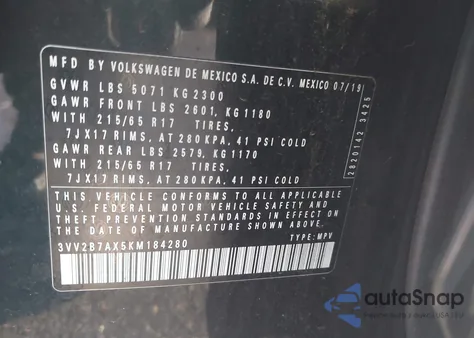 MFD BY VOLKSWAGEN DE MEXICO S.A. DE C.V. MEXICO 07/19
GVWR LBS 5071 KG 2300
GAWR FRONT LBS 2601, KG 1180
WITH 215/65 R17 TIRES,
7JX17 RIMS, AT 280 KPA, 41 PSI COLD
GAWR REAR LBS 2579, KG 1170
WITH 215/65 R17 TIRES,
7JX17 RIMS, AT 280 KPA, 41 PSI COLD
THIS VEHICLE CONFORMS TO ALL APPLICABLE
U.S. FEDERAL MOTOR VEHICLE SAFETY
STANDARDS IN EFFECT ON
THE DATE OF MANUFACTURE SHOWN ABOVE.
3VV2B7AX5KM184280 TYPE: MPV
2820142 3425
autoSnap